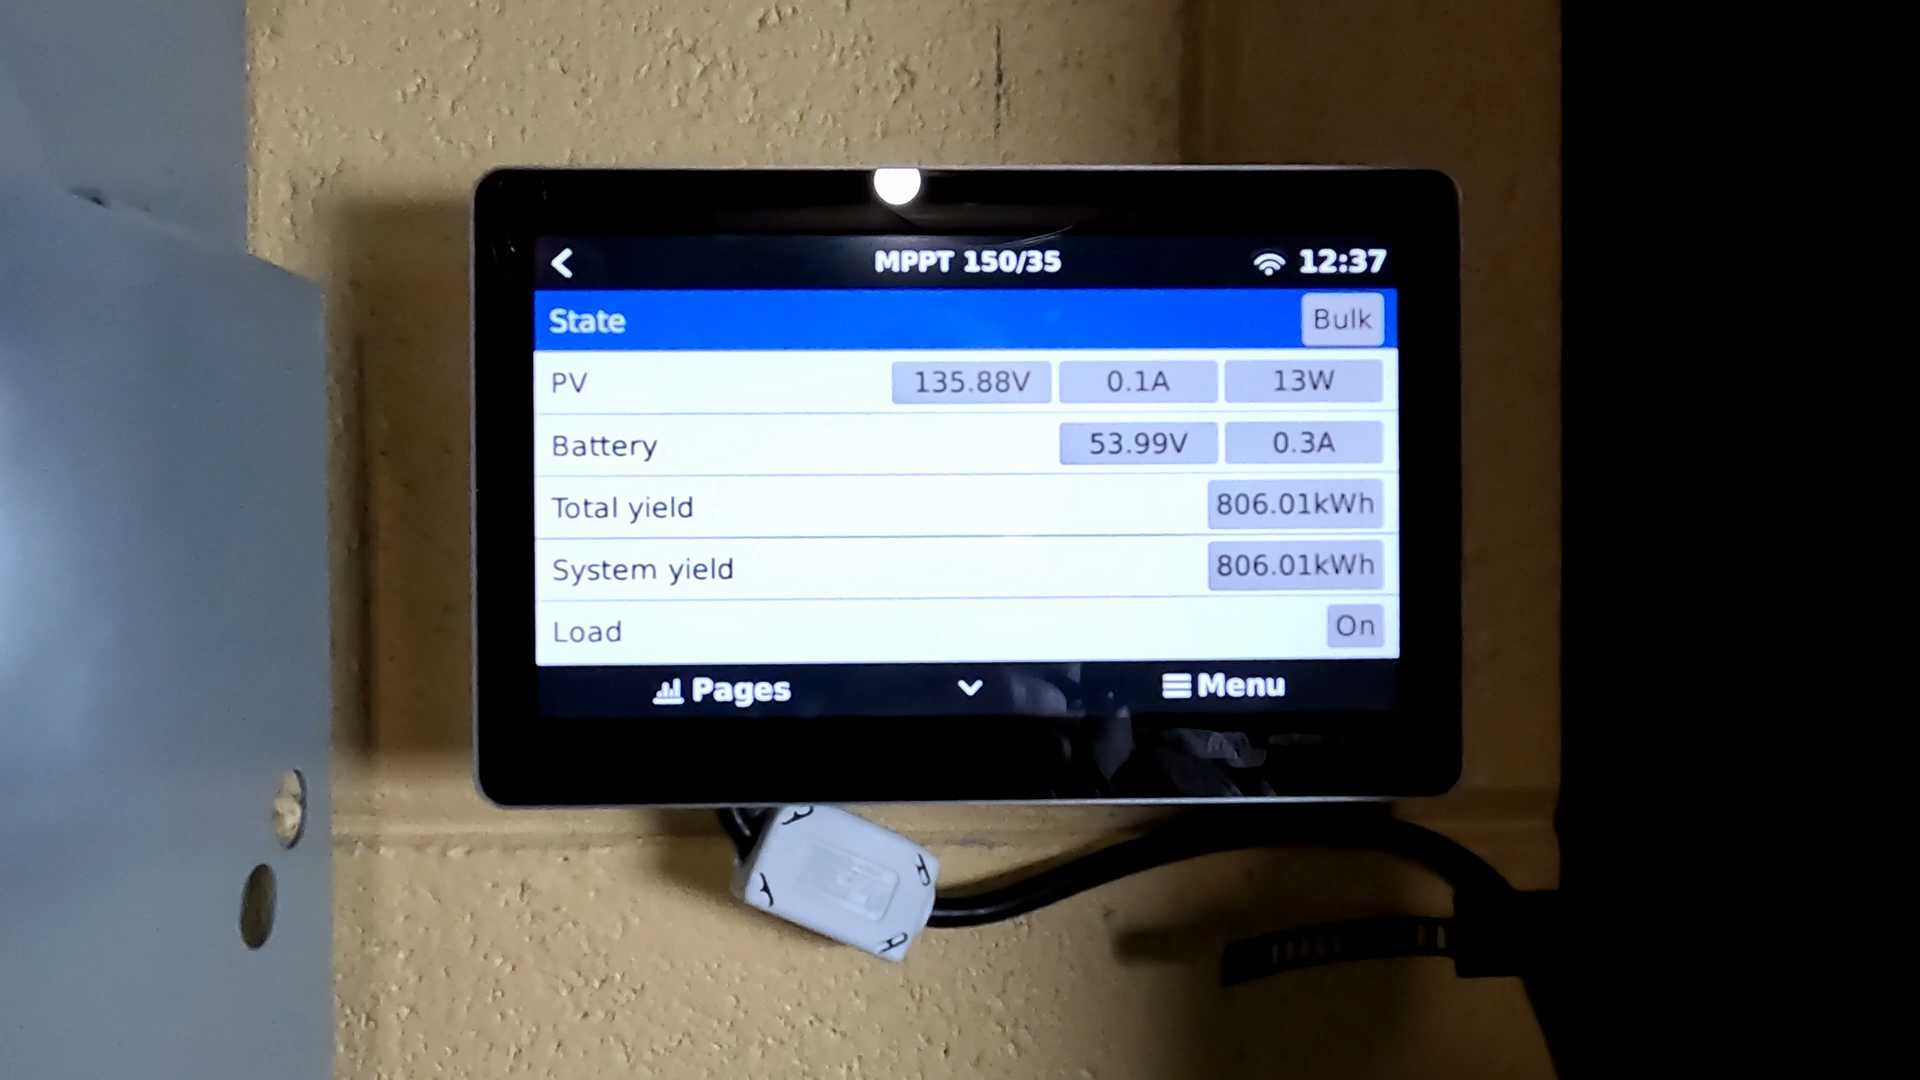 MPPT 150/35 12:37
State Bulk
PV 135.88V 0.1A 13W
Battery 53.99V 0.3A
Total yield 806.01kWh
System yield 806.01kWh
Load On
Pages Menu